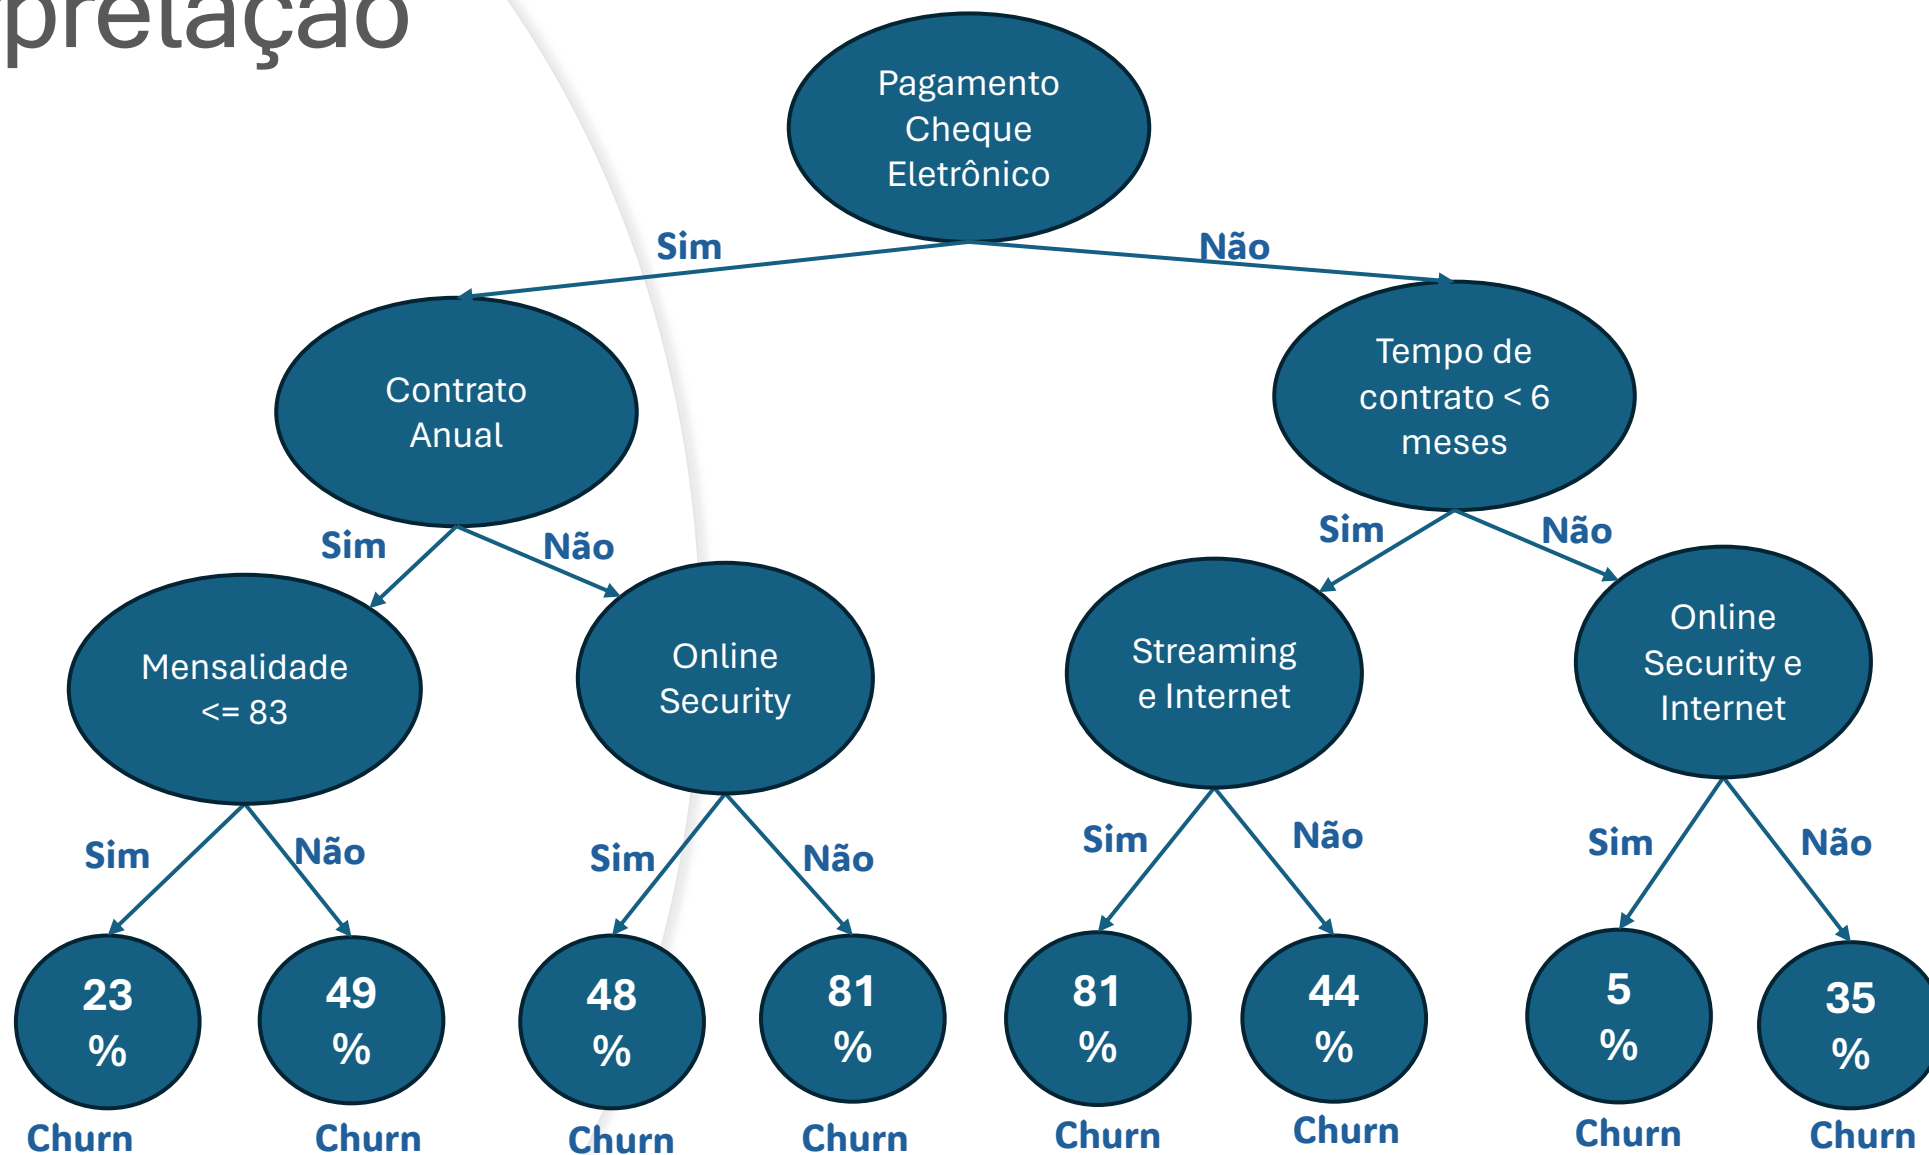 prelação
Pagamento
Cheque
Eletrônico
Sim
Não
Contrato
Anual
Tempo de
contrato < 6
meses
Sim
Não
Sim
Não
Mensalidade
<= 83
Online
Security
Streaming
e Internet
Online
Security e
Internet
Sim
Não
Sim
Não
Sim
Não
Sim
Não
23
%
49
%
48
%
81
%
81
%
44
%
5
%
35
%
Churn
Churn
Churn
Churn
Churn
Churn
Churn
Churn